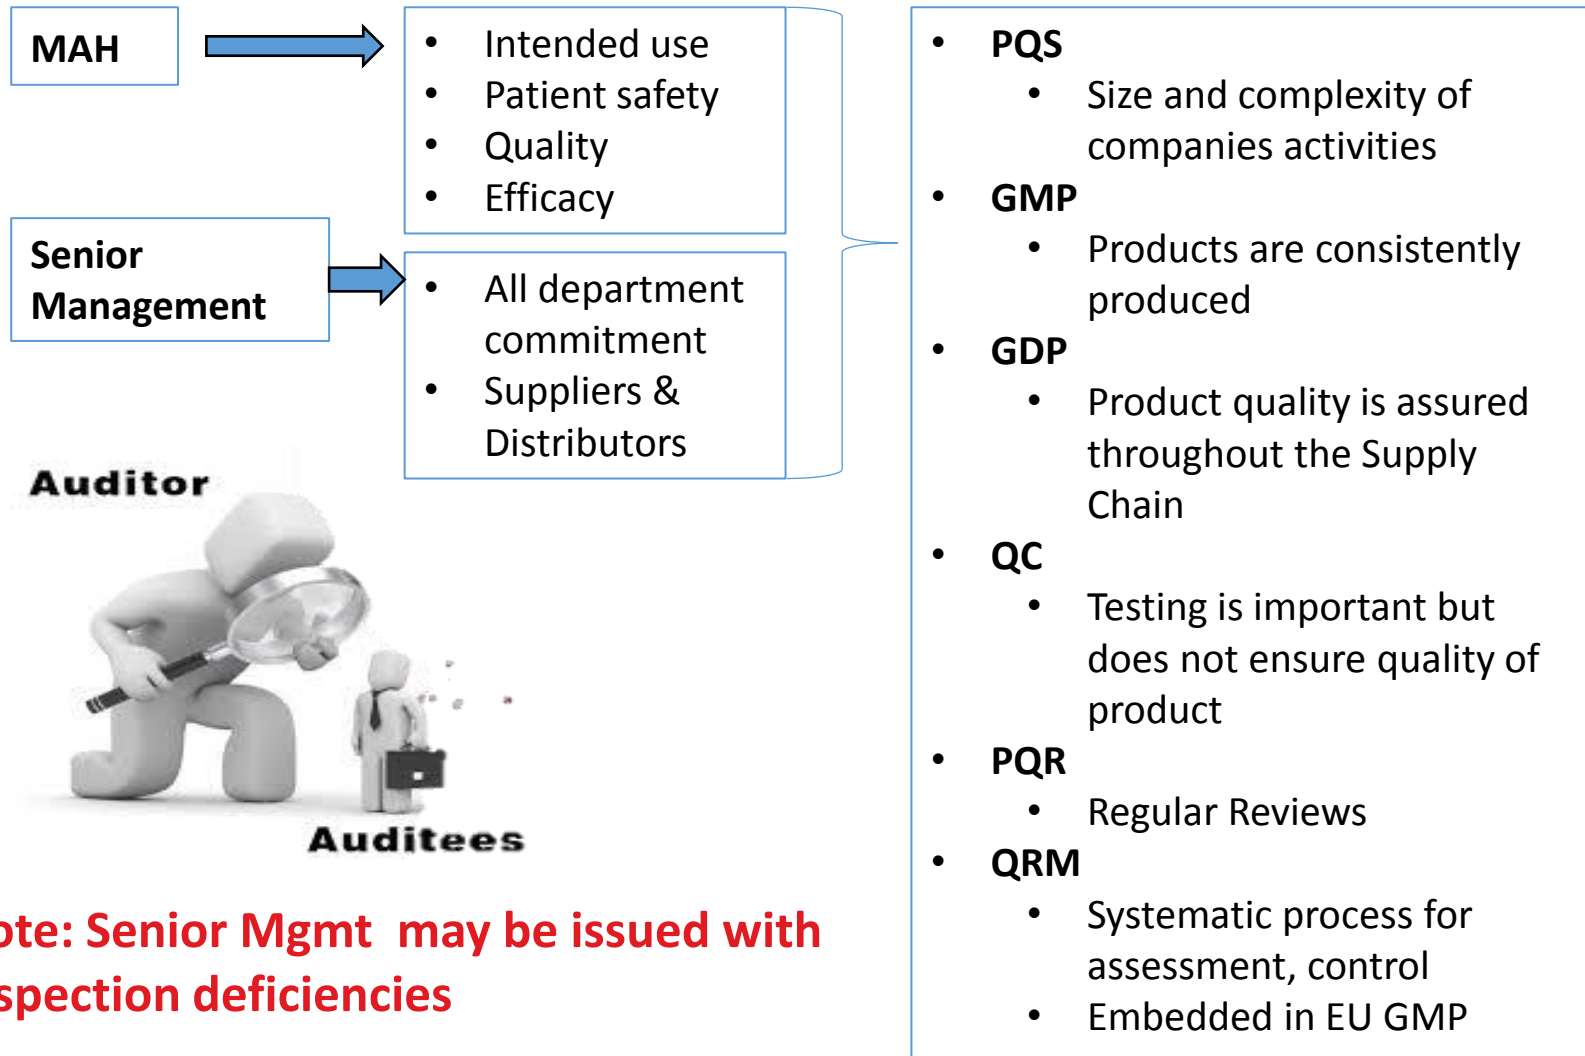 MAH
• Intended use
• Patient safety
• Quality
• Efficacy
Senior
Management
• All department
commitment
• Suppliers &
Distributors
Auditor
Auditees
ote: Senior Mgmt may be issued with
spection deficiencies
• PQS
• Size and complexity of
companies activities
• GMP
• Products are consistently
produced
• GDP
• Product quality is assured
throughout the Supply
Chain
• QC
• Testing is important but
does not ensure quality of
product
• PQR
• Regular Reviews
• QRM
• Systematic process for
assessment, control
• Embedded in EU GMP